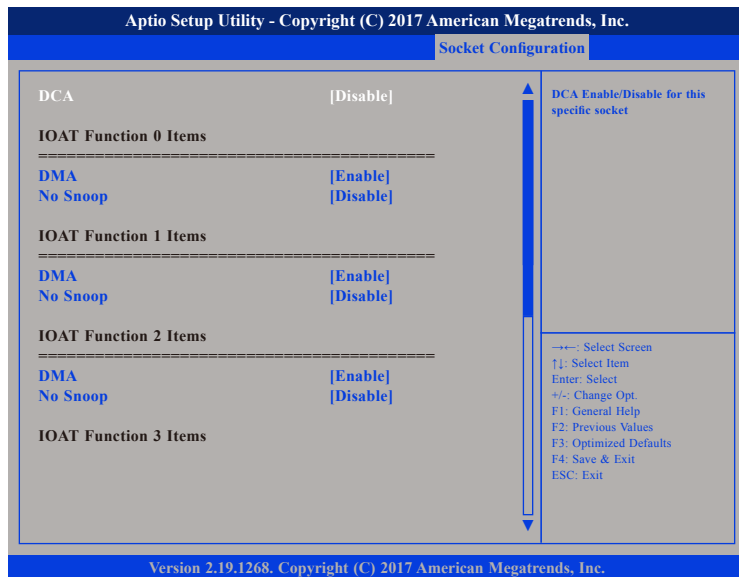 Aptio Setup Utility - Copyright (C) 2017 American Megatrends, Inc.
Socket Configuration
DCA [Disable]
IOAT Function 0 Items
==========================================
DMA [Enable]
No Snoop [Disable]
IOAT Function 1 Items
==========================================
DMA [Enable]
No Snoop [Disable]
IOAT Function 2 Items
==========================================
DMA [Enable]
No Snoop [Disable]
IOAT Function 3 Items
DCA Enable/Disable for this
specific socket
→←: Select Screen
↑↓: Select Item
Enter: Select
+/-: Change Opt.
F1: General Help
F2: Previous Values
F3: Optimized Defaults
F4: Save & Exit
ESC: Exit
Version 2.19.1268. Copyright (C) 2017 American Megatrends, Inc.